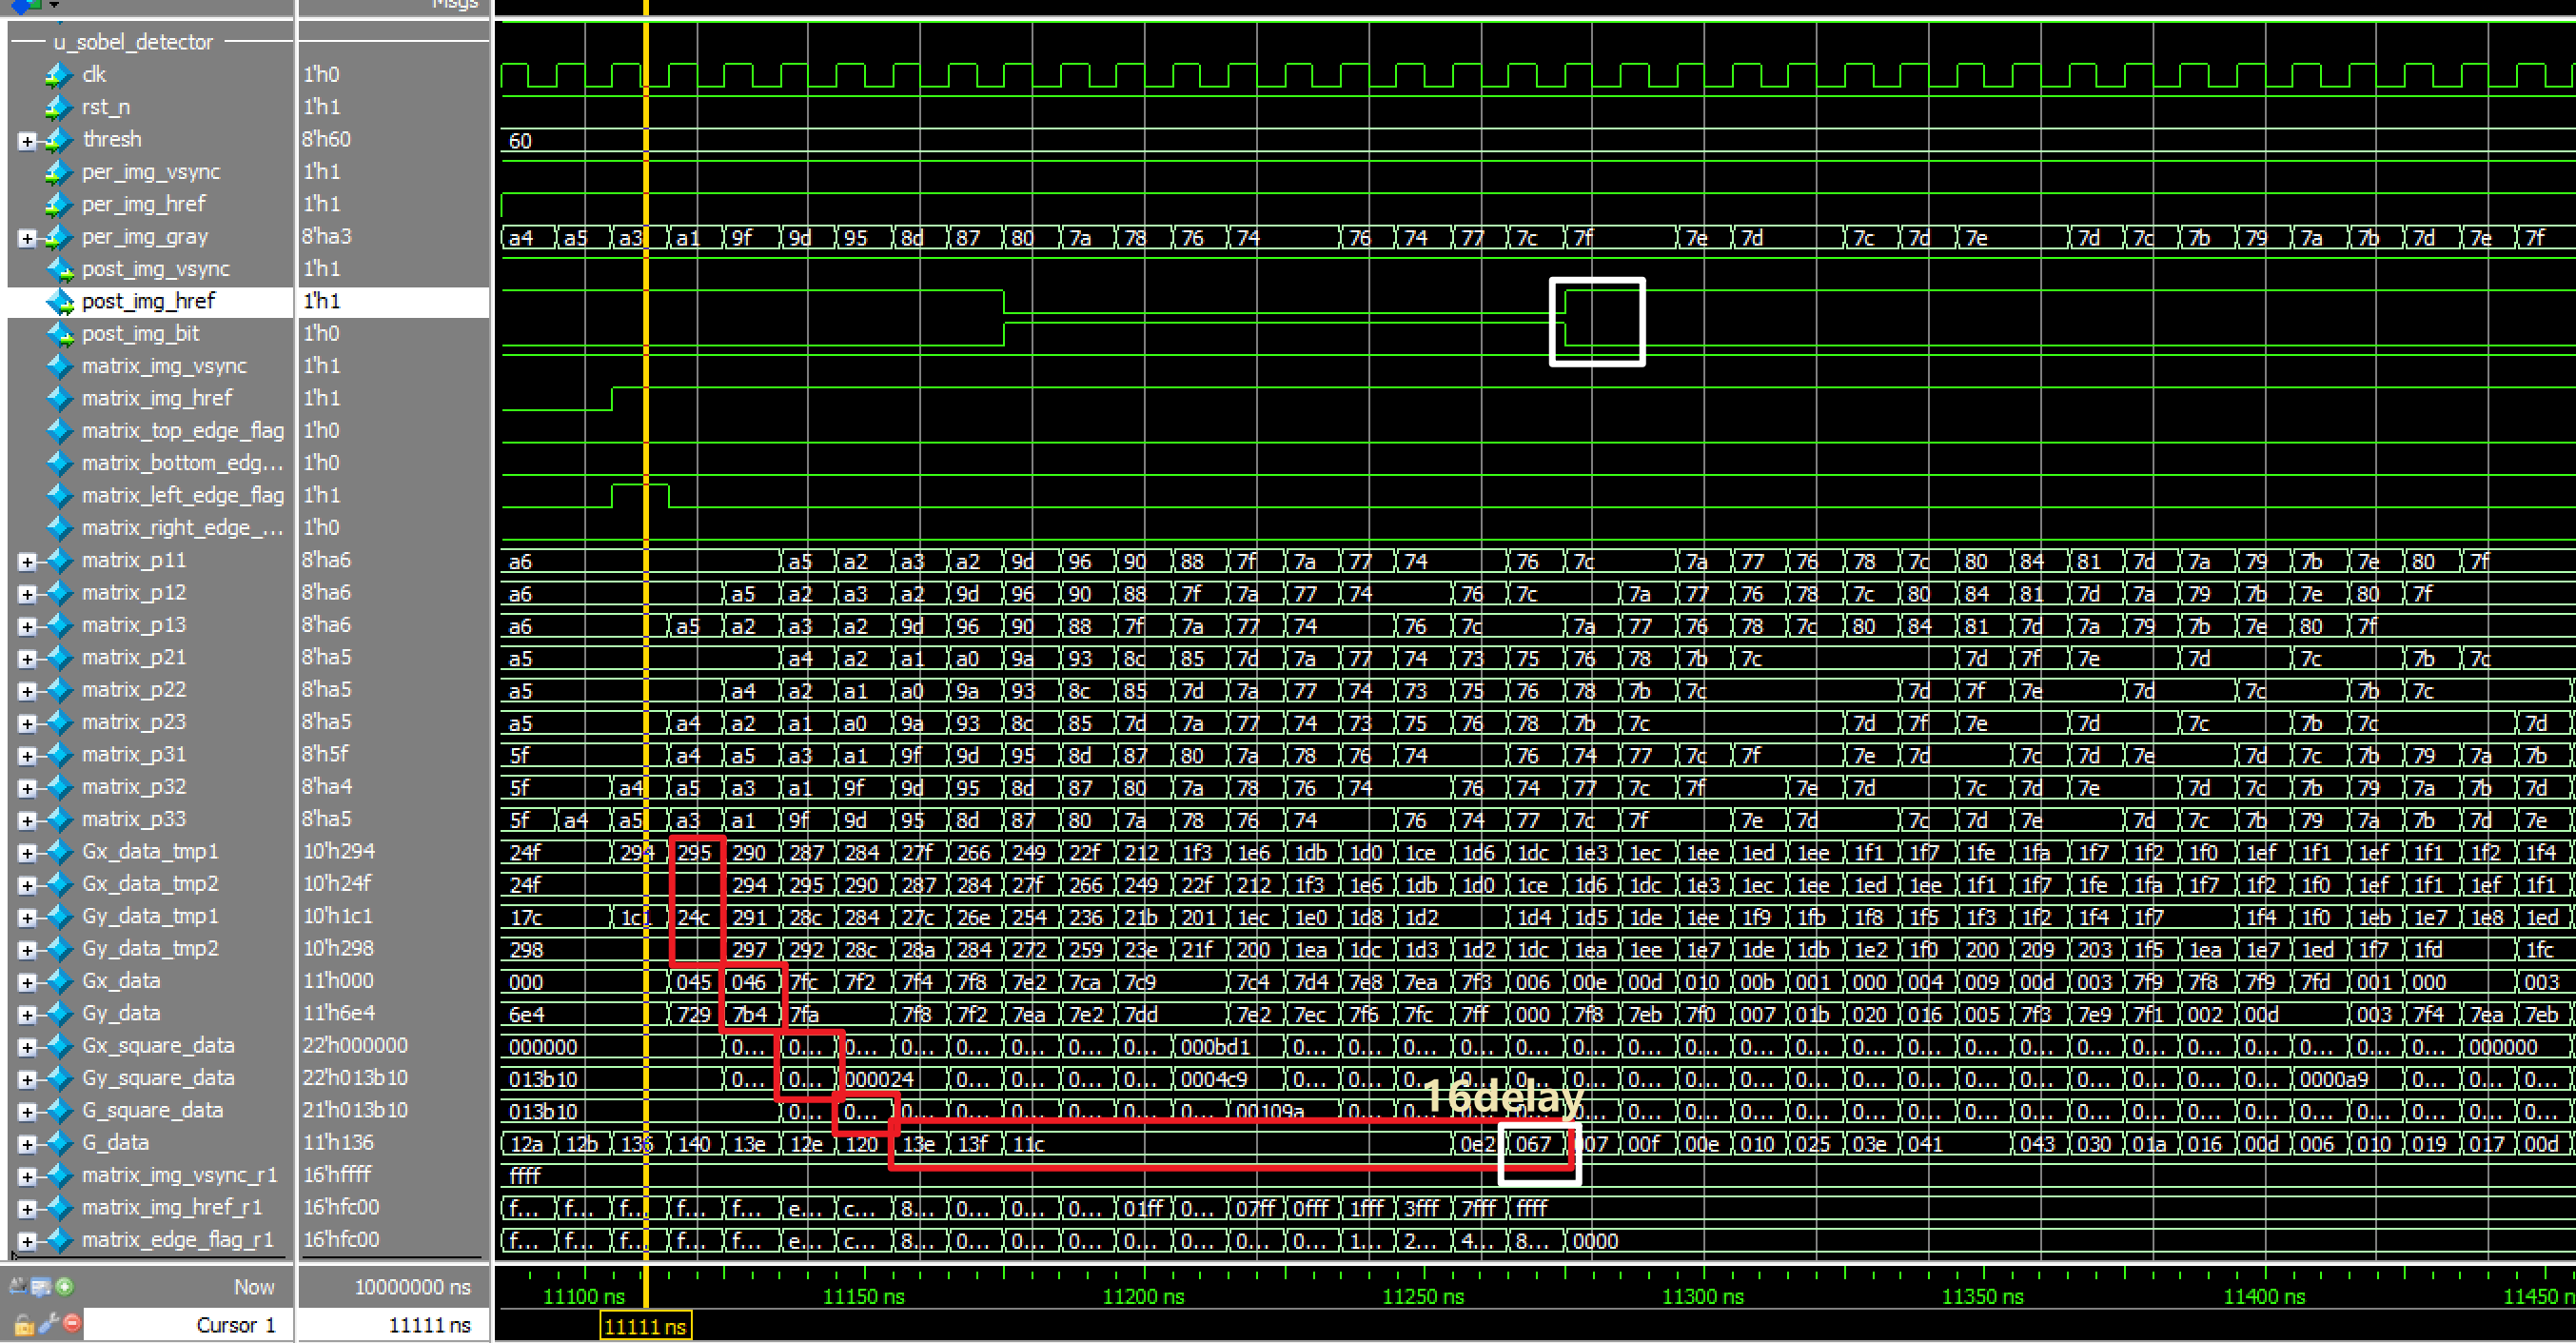 Msgs
u_sobel_detector
clk 1'h0
rst_n 1'h1
thresh 8'h60 60
per_img_vsync 1'h1
per_img_href 1'h1
per_img_gray 8'ha3 a4 a5 a3 a1 9f 9d 95 8d 87 80 7a 78 76 74 76 74 77 7c 7f 7e 7d 7c 7d 7e 7d 7c 7b 79 7a 7b 7d 7e 7f
post_img_vsync 1'h1
post_img_href 1'h1
post_img_bit 1'h0
matrix_img_vsync 1'h1
matrix_img_href 1'h1
matrix_top_edge_flag 1'h0
matrix_bottom_edg... 1'h0
matrix_left_edge_flag 1'h1
matrix_right_edge_... 1'h0
matrix_p11 8'ha6 a6 a5 a2 a3 a2 9d 96 90 88 7f 7a 77 74 76 7c 7a 77 76 78 7c 80 84 81 7d 7a 79 7b 7e 80 7f
matrix_p12 8'ha6 a6 a5 a2 a3 a2 9d 96 90 88 7f 7a 77 74 76 7c 7a 77 76 78 7c 80 84 81 7d 7a 79 7b 7e 80 7f
matrix_p13 8'ha6 a6 a5 a2 a3 a2 9d 96 90 88 7f 7a 77 74 76 7c 7a 77 76 78 7c 80 84 81 7d 7a 79 7b 7e 80 7f
matrix_p21 8'ha5 a5 a4 a2 a1 a0 9a 93 8c 85 7d 7a 77 74 73 75 76 78 7b 7c 7d 7f 7e 7d 7c 7b 7c
matrix_p22 8'ha5 a5 a4 a2 a1 a0 9a 93 8c 85 7d 7a 77 74 73 75 76 78 7b 7c 7d 7f 7e 7d 7c 7b 7c
matrix_p23 8'ha5 a5 a4 a2 a1 a0 9a 93 8c 85 7d 7a 77 74 73 75 76 78 7b 7c 7d 7f 7e 7d 7c 7b 7c 7d
matrix_p31 8'h5f 5f a4 a5 a3 a1 9f 9d 95 8d 87 80 7a 78 76 74 76 74 77 7c 7f 7e 7d 7c 7d 7e 7d 7c 7b 79 7a 7b
matrix_p32 8'ha4 5f a4 a5 a3 a1 9f 9d 95 8d 87 80 7a 78 76 74 76 74 77 7c 7f 7e 7d 7c 7d 7e 7d 7c 7b 79 7a 7b 7d
matrix_p33 8'ha5 5f a4 a5 a3 a1 9f 9d 95 8d 87 80 7a 78 76 74 76 74 77 7c 7f 7e 7d 7c 7d 7e 7d 7c 7b 79 7a 7b 7d 7e
Gx_data_tmp1 10'h294 24f 294 295 290 287 284 27f 266 249 22f 212 1f3 1e6 1db 1d0 1ce 1d6 1dc 1e3 1ec 1ee 1ed 1ee 1f1 1f7 1fe 1fa 1f7 1f2 1f0 1ef 1f1 1ef 1f1 1f2 1f4
Gx_data_tmp2 10'h24f 24f 294 295 290 287 284 27f 266 249 22f 212 1f3 1e6 1db 1d0 1ce 1d6 1dc 1e3 1ec 1ee 1ed 1ee 1f1 1f7 1fe 1fa 1f7 1f2 1f0 1ef 1f1 1ef 1f1
Gy_data_tmp1 10'h1c1 17c 1c1 24c 291 28c 284 27c 26e 254 236 21b 201 1ec 1e0 1d8 1d2 1d4 1d5 1de 1ee 1f9 1fb 1f8 1f5 1f3 1f2 1f4 1f7 1f4 1f0 1eb 1e7 1e8 1ed
Gy_data_tmp2 10'h298 298 297 292 28c 28a 284 272 259 23e 21f 200 1ea 1dc 1d3 1d2 1dc 1ea 1ee 1e7 1de 1db 1e2 1f0 200 209 203 1f5 1ea 1e7 1ed 1f7 1fd 1fc
Gx_data 11'h000 000 045 046 7fc 7f2 7f4 7f8 7e2 7ca 7c9 7c4 7d4 7e8 7ea 7f3 006 00e 00d 010 00b 001 000 004 009 00d 003 7f9 7f8 7f9 7fd 001 000 003
Gy_data 11'h6e4 6e4 729 7b4 7fa 7f8 7f2 7ea 7e2 7dd 7e2 7ec 7f6 7fc 7ff 000 7f8 7eb 7f0 007 01b 020 016 005 7f3 7e9 7f1 002 00d 003 7f4 7ea 7eb
Gx_square_data 22'h000000 000000 0... 0... 0... 0... 0... 0... 0... 0... 000bd1 0... 0... 0... 0... 0... 0... 0... 0... 0... 0... 0... 0... 0... 0... 0... 0... 0... 0... 0... 0... 000000 0...
Gy_square_data 22'h013b10 013b10 0... 0... 000024 0... 0... 0... 0... 0... 0004c9 0... 0... 0... 0... 0... 0... 0... 0... 0... 0... 0... 0... 0... 0... 0... 0... 0... 0... 0000a9 0... 0... 0...
16delay
G_square_data 21'h013b10 013b10 0... 0... 0... 0... 0... 0... 0... 0... 00109a 0... 0... 0... 0... 0... 0... 0... 0... 0... 0... 0... 0... 0... 0... 0... 0... 0... 0... 0... 0... 0... 0...
G_data 11'h136 12a 12b 136 140 13e 12e 120 13e 13f 11c 0e2 067 007 00f 00e 010 025 03e 041 043 030 01a 016 00d 006 010 019 017 00d
matrix_img_vsync_r1 16'hffff ffff
matrix_img_href_r1 16'hfc00 f... f... f... f... f... e... c... 8... 0... 0... 0... 01ff 0... 07ff 0fff 1fff 3fff 7fff ffff
matrix_edge_flag_r1 16'hfc00 f... f... f... f... f... e... c... 8... 0... 0... 0... 0... 0... 0... 0... 1... 2... 4... 8... 0000
Now 10000000 ns 11100 ns 11150 ns 11200 ns 11250 ns 11300 ns 11350 ns 11400 ns 11450 n
Cursor 1 11111 ns 11111 ns